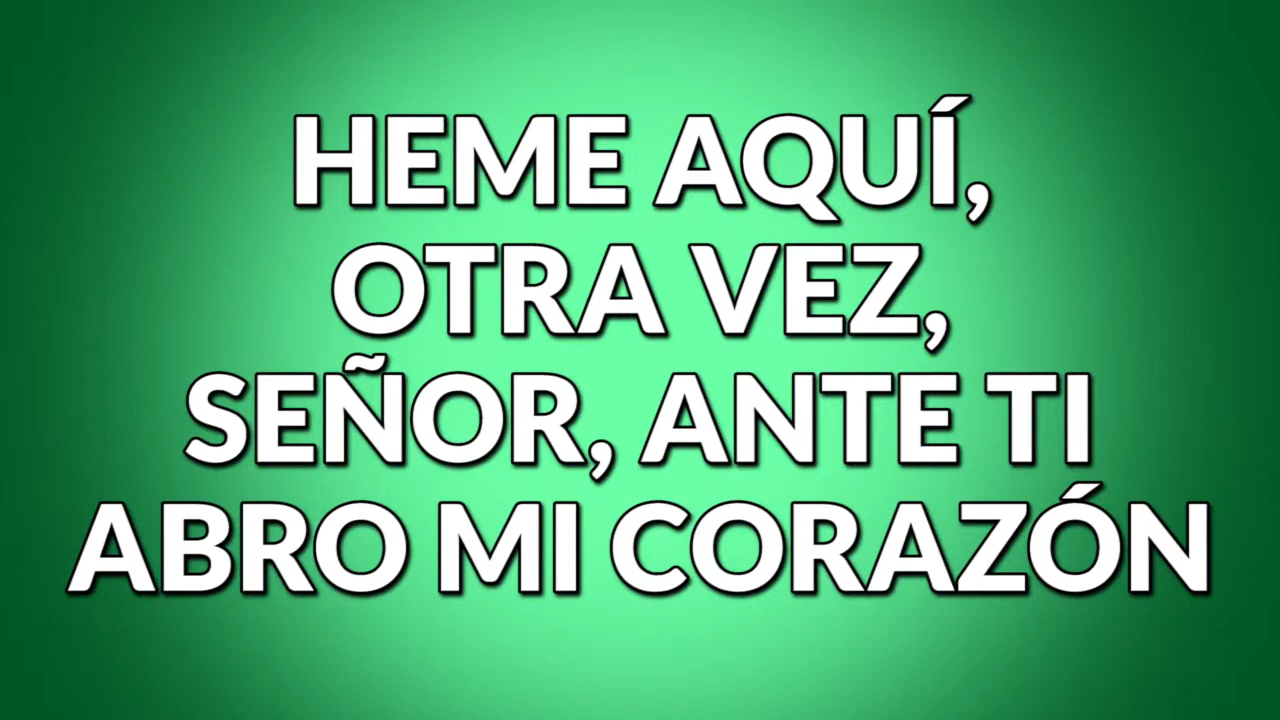 HEME AQUÍ,
OTRA VEZ,
SEÑOR, ANTE TI
ABRO MI CORAZÓN